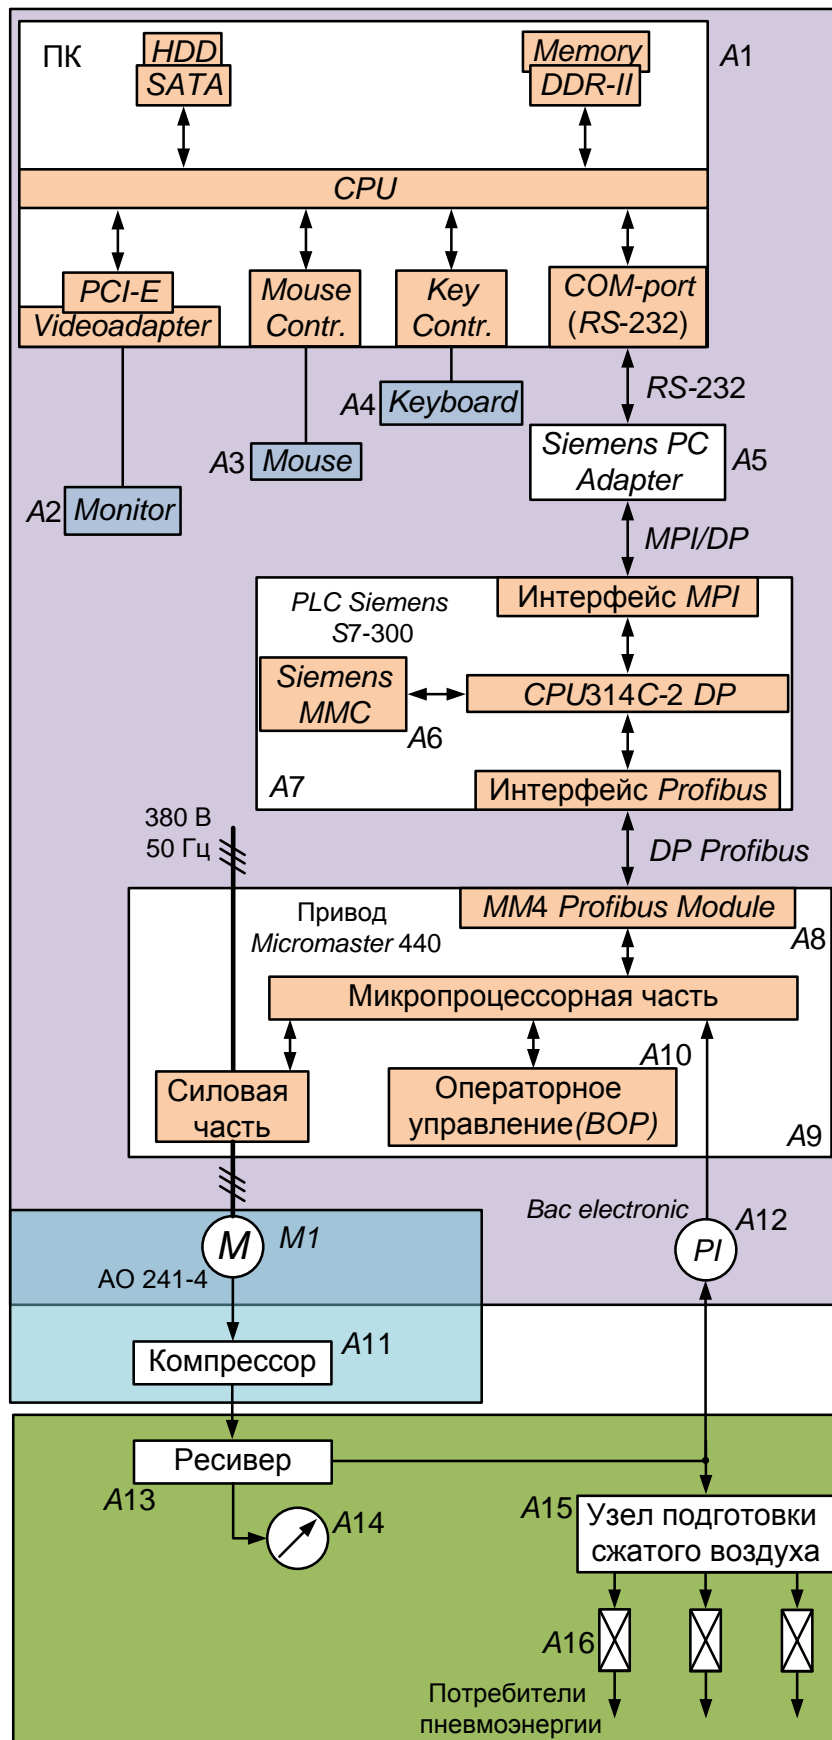 ПК
HDD
SATA
Memory
DDR-II
A1
CPU
PCI-E
Videoadapter
Mouse
Contr.
Key
Contr.
COM-port
(RS-232)
A4
Keyboard
RS-232
A3
Mouse
Siemens PC
Adapter
A5
A2
Monitor
MPI/DP
PLC Siemens
S7-300
Интерфейс MPI
Siemens
MMC
CPU314C-2 DP
A6
A7
Интерфейс Profibus
380 В
50 Гц
DP Profibus
Привод
Micromaster 440
MM4 Profibus Module
A8
Микропроцессорная часть
A10
Силовая
часть
Операторное
управление(BOP)
A9
Bac electronic
A12
M
M1
PI
АО 241-4
Компрессор
A11
Ресивер
A13
A14
A15
Узел подготовки
сжатого воздуха
A16
Потребители
пневмоэнергии